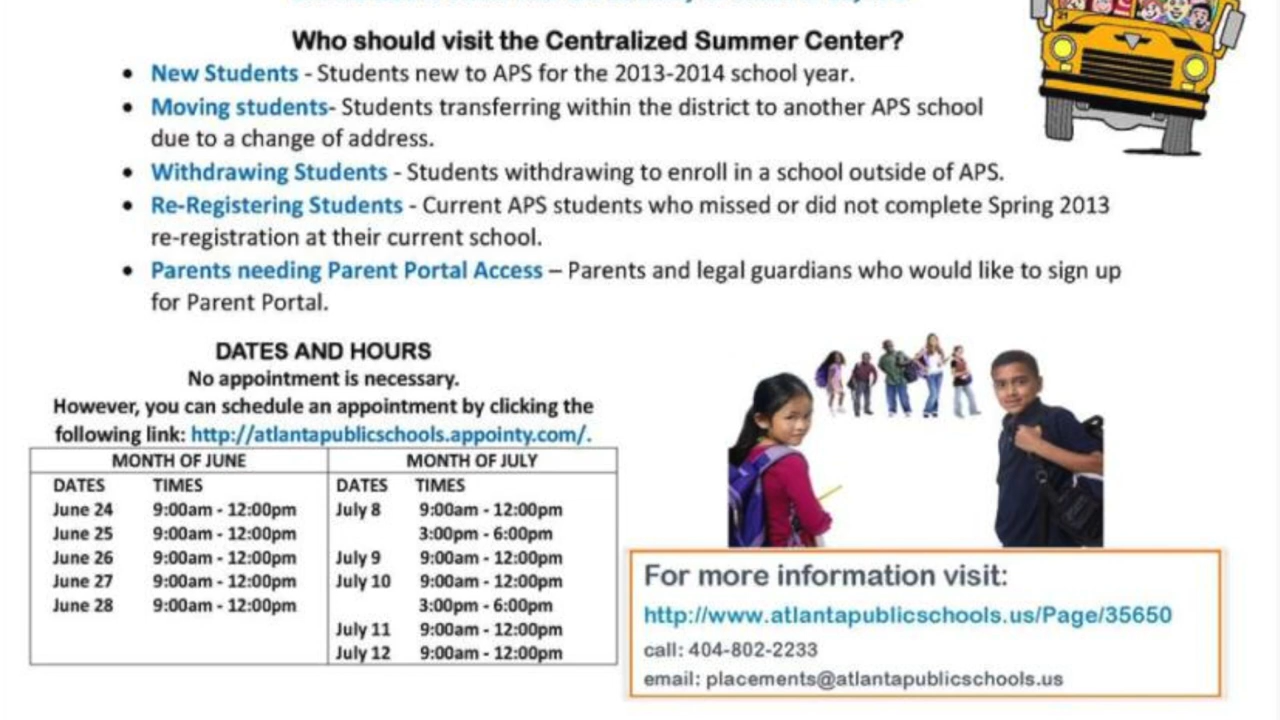 Who should visit the Centralized Summer Center?
• New Students - Students new to APS for the 2013-2014 school year.
• Moving students- Students transferring within the district to another APS school
due to a change of address.
• Withdrawing Students - Students withdrawing to enroll in a school outside of APS.
• Re-Registering Students - Current APS students who missed or did not complete Spring 2013
re-registration at their current school.
• Parents needing Parent Portal Access – Parents and legal guardians who would like to sign up
for Parent Portal.
DATES AND HOURS
No appointment is necessary.
However, you can schedule an appointment by clicking the
following link: http://atlantapublicschools.appointy.com/.
MONTH OF JUNE MONTH OF JULY
DATES TIMES DATES TIMES
June 24 9:00am - 12:00pm July 8 9:00am - 12:00pm
June 25 9:00am - 12:00pm 3:00pm - 6:00pm
June 26 9:00am - 12:00pm July 9 9:00am - 12:00pm
June 27 9:00am - 12:00pm July 10 9:00am - 12:00pm
June 28 9:00am - 12:00pm 3:00pm - 6:00pm
July 11 9:00am - 12:00pm
July 12 9:00am - 12:00pm
For more information visit:
http://www.atlantapublicschools.us/Page/35650
call: 404-802-2233
email: placements@atlantapublicschools.us